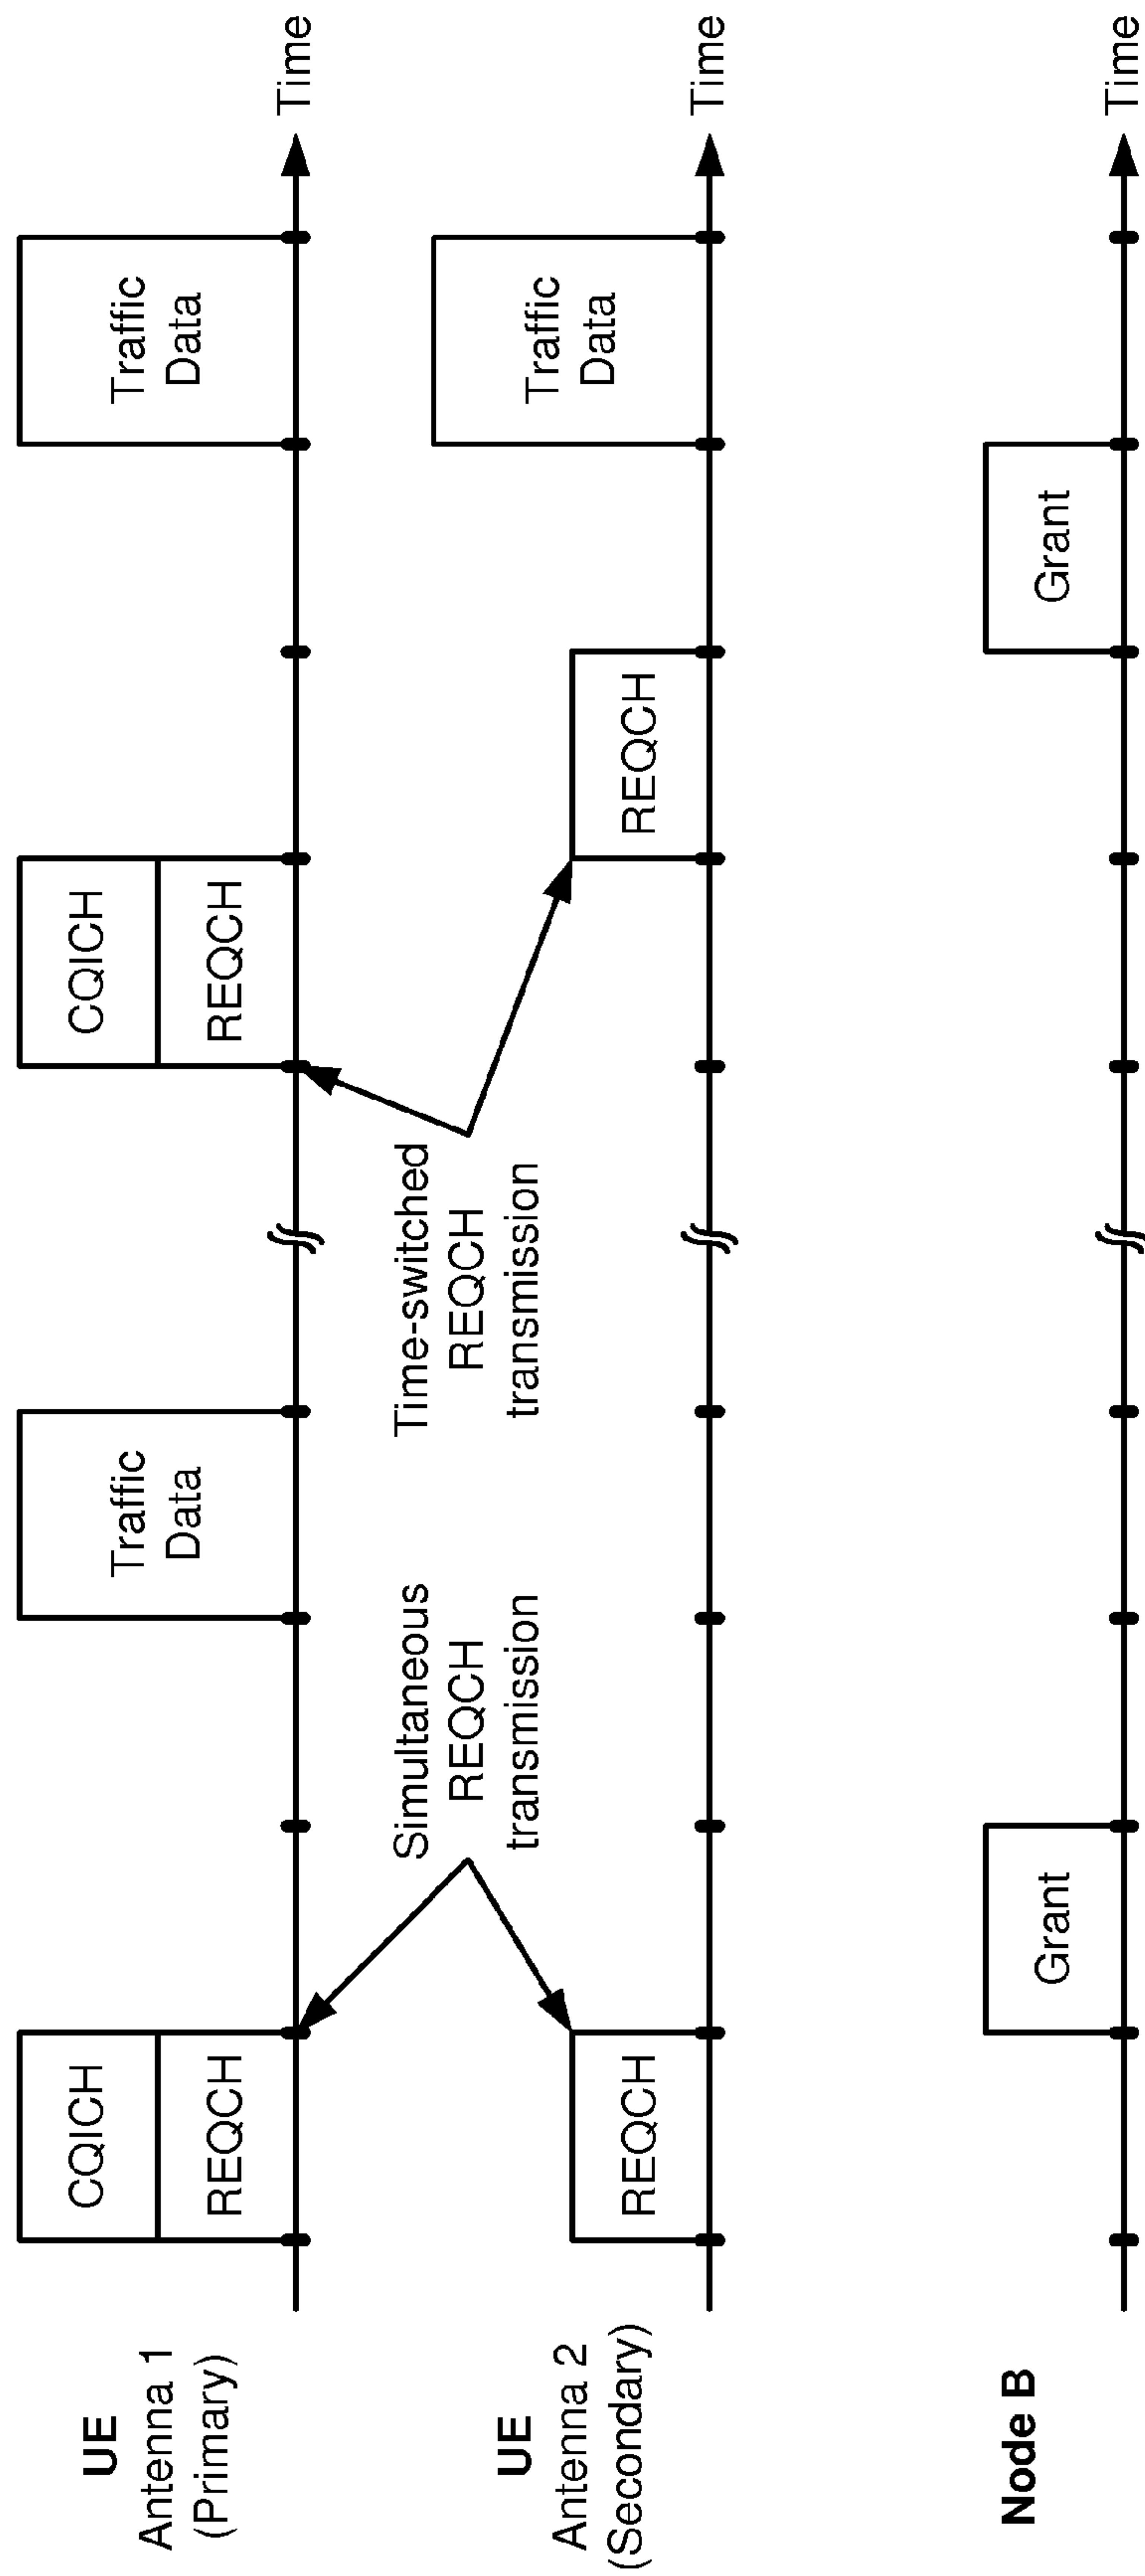 UE
Antenna 1
(Primary)
CQICH
REQCH
Traffic
Data
CQICH
REQCH
Traffic
Data
Time
Simultaneous
REQCH
transmission
Time-switched
REQCH
transmission
UE
Antenna 2
(Secondary)
REQCH
REQCH
Traffic
Data
Time
Node B
Grant
Grant
Time